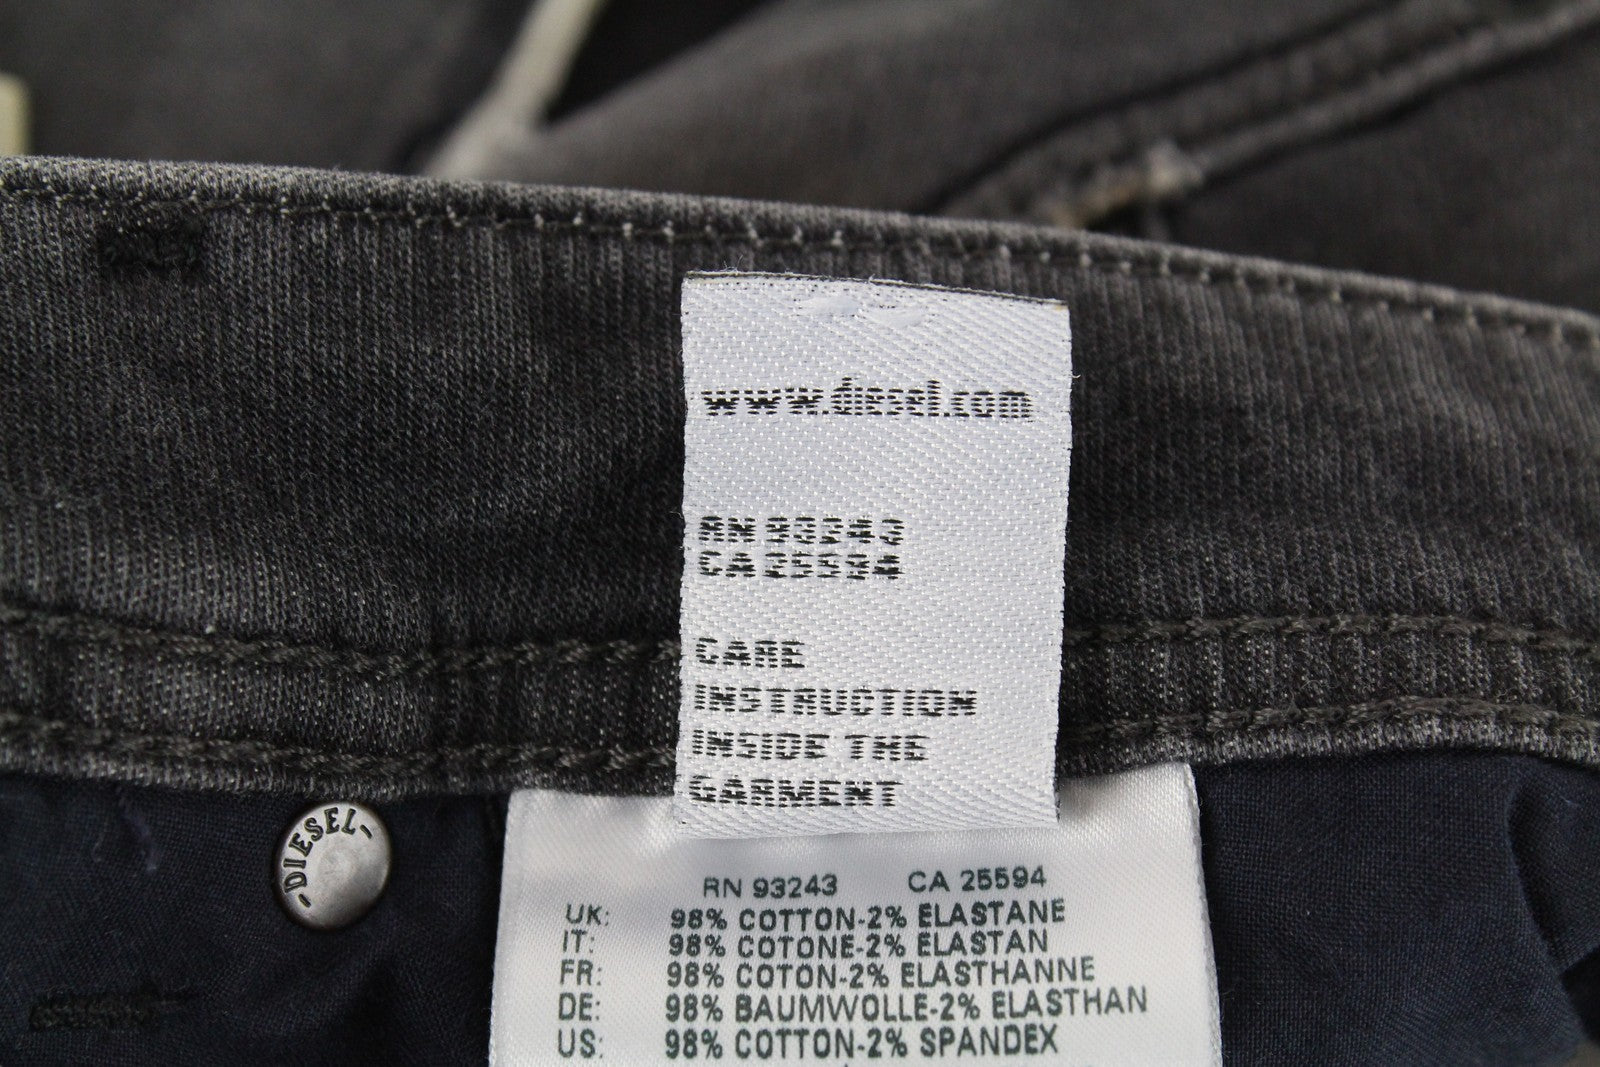 www.diesel.com
RN 93243
CA 25594
CARE
INSTRUCTION
INSIDE THE
GARMENT
-DIESEL-
RN 93243 CA 25594
UK: 98% COTTON-2% ELASTANE
IT: 98% COTONE-2% ELASTAN
FR: 98% COTON-2% ELASTHANNE
DE: 98% BAUMWOLLE-2% ELASTHAN
US: 98% COTTON-2% SPANDEX